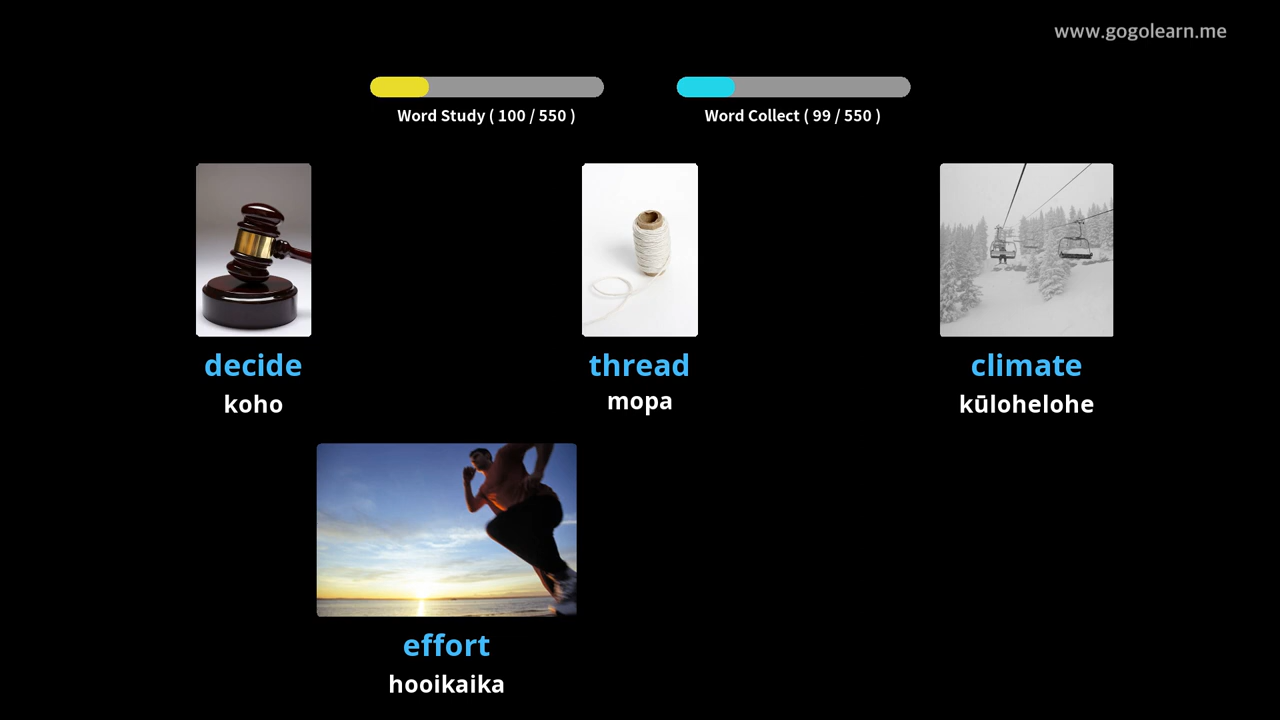 www.gogolearn.me
Word Study ( 100 / 550 )
Word Collect ( 99 / 550 )
decide
thread
climate
koho
mopa
kūlohelohe
effort
hooikaika